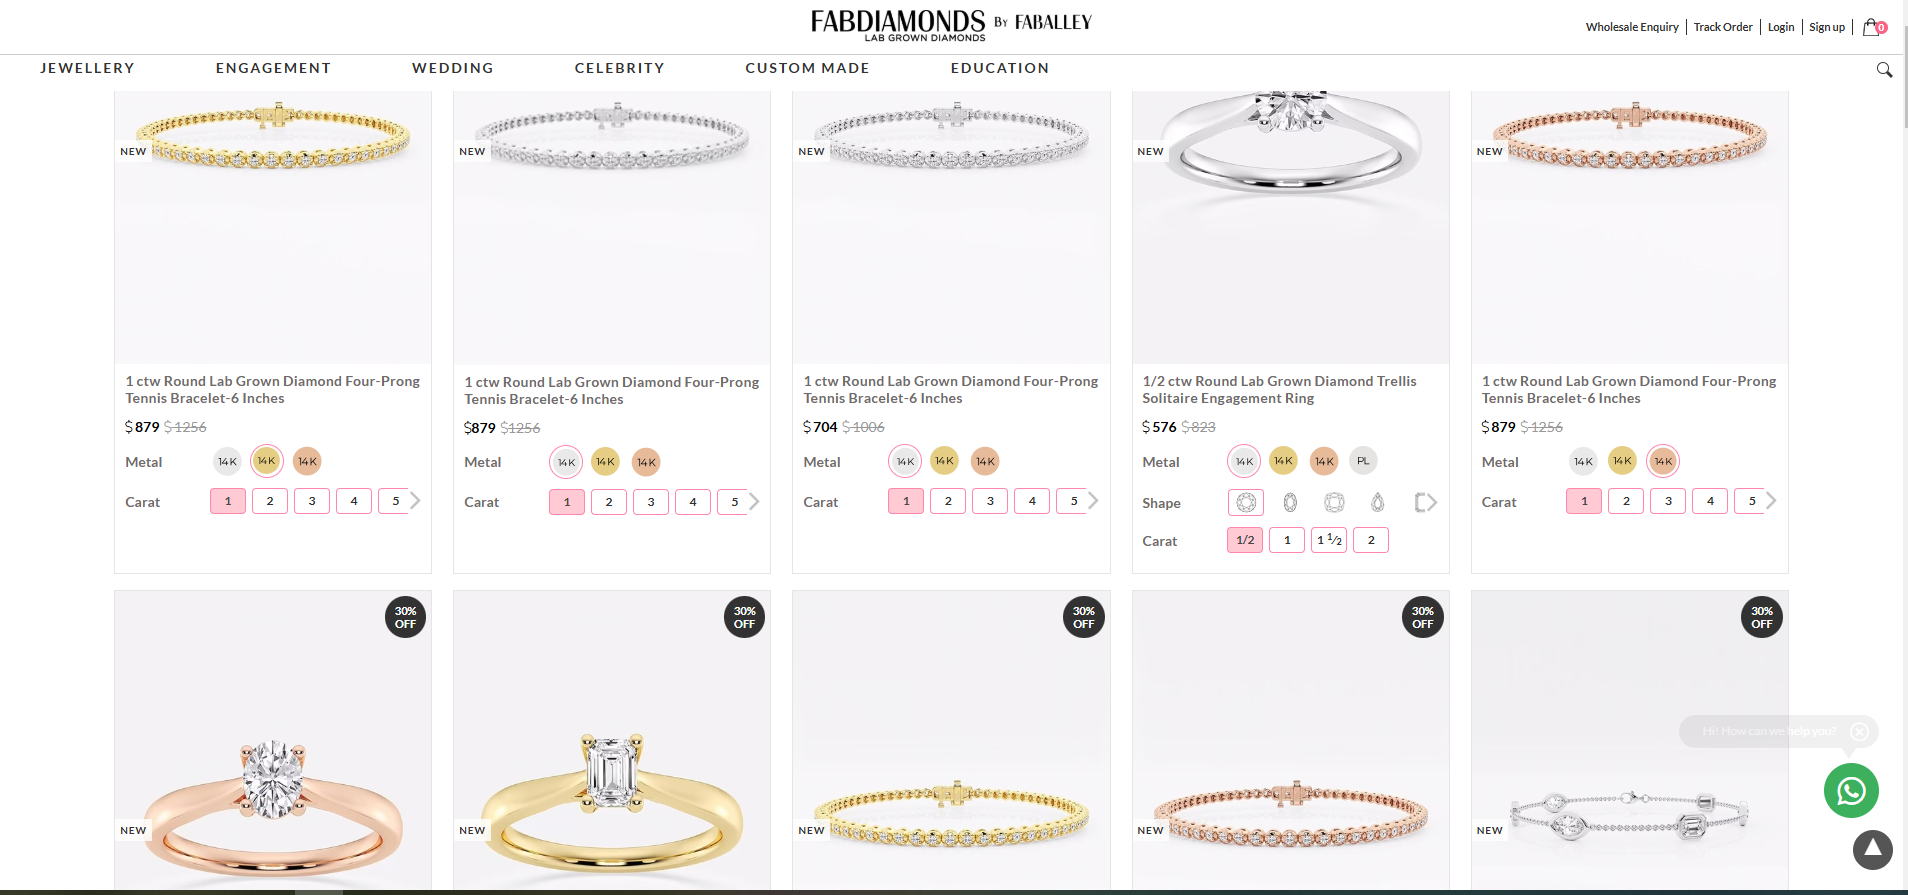 FABDIAMONDS BY FABALLEY
LAB GROWN DIAMONDS
Wholesale Enquiry | Track Order | Login | Sign up | 0
JEWELLERY ENGAGEMENT WEDDING CELEBRITY CUSTOM MADE EDUCATION
NEW NEW NEW NEW NEW
1 ctw Round Lab Grown Diamond Four-Prong
Tennis Bracelet-6 Inches
$879 $1256
Metal 14K 14K 14K
Carat 1 2 3 4 5
1 ctw Round Lab Grown Diamond Four-Prong
Tennis Bracelet-6 Inches
$879 $1256
Metal 14K 14K 14K
Carat 1 2 3 4 5
1 ctw Round Lab Grown Diamond Four-Prong
Tennis Bracelet-6 Inches
$704 $1006
Metal 14K 14K 14K
Carat 1 2 3 4 5
1/2 ctw Round Lab Grown Diamond Trellis
Solitaire Engagement Ring
$576 $823
Metal 14K 14K 14K PL
Shape
Carat 1/2 1 1 1/2 2
1 ctw Round Lab Grown Diamond Four-Prong
Tennis Bracelet-6 Inches
$879 $1256
Metal 14K 14K 14K
Carat 1 2 3 4 5
30%
OFF
30%
OFF
30%
OFF
30%
OFF
30%
OFF
Hi! How can we help you?
NEW NEW NEW NEW NEW